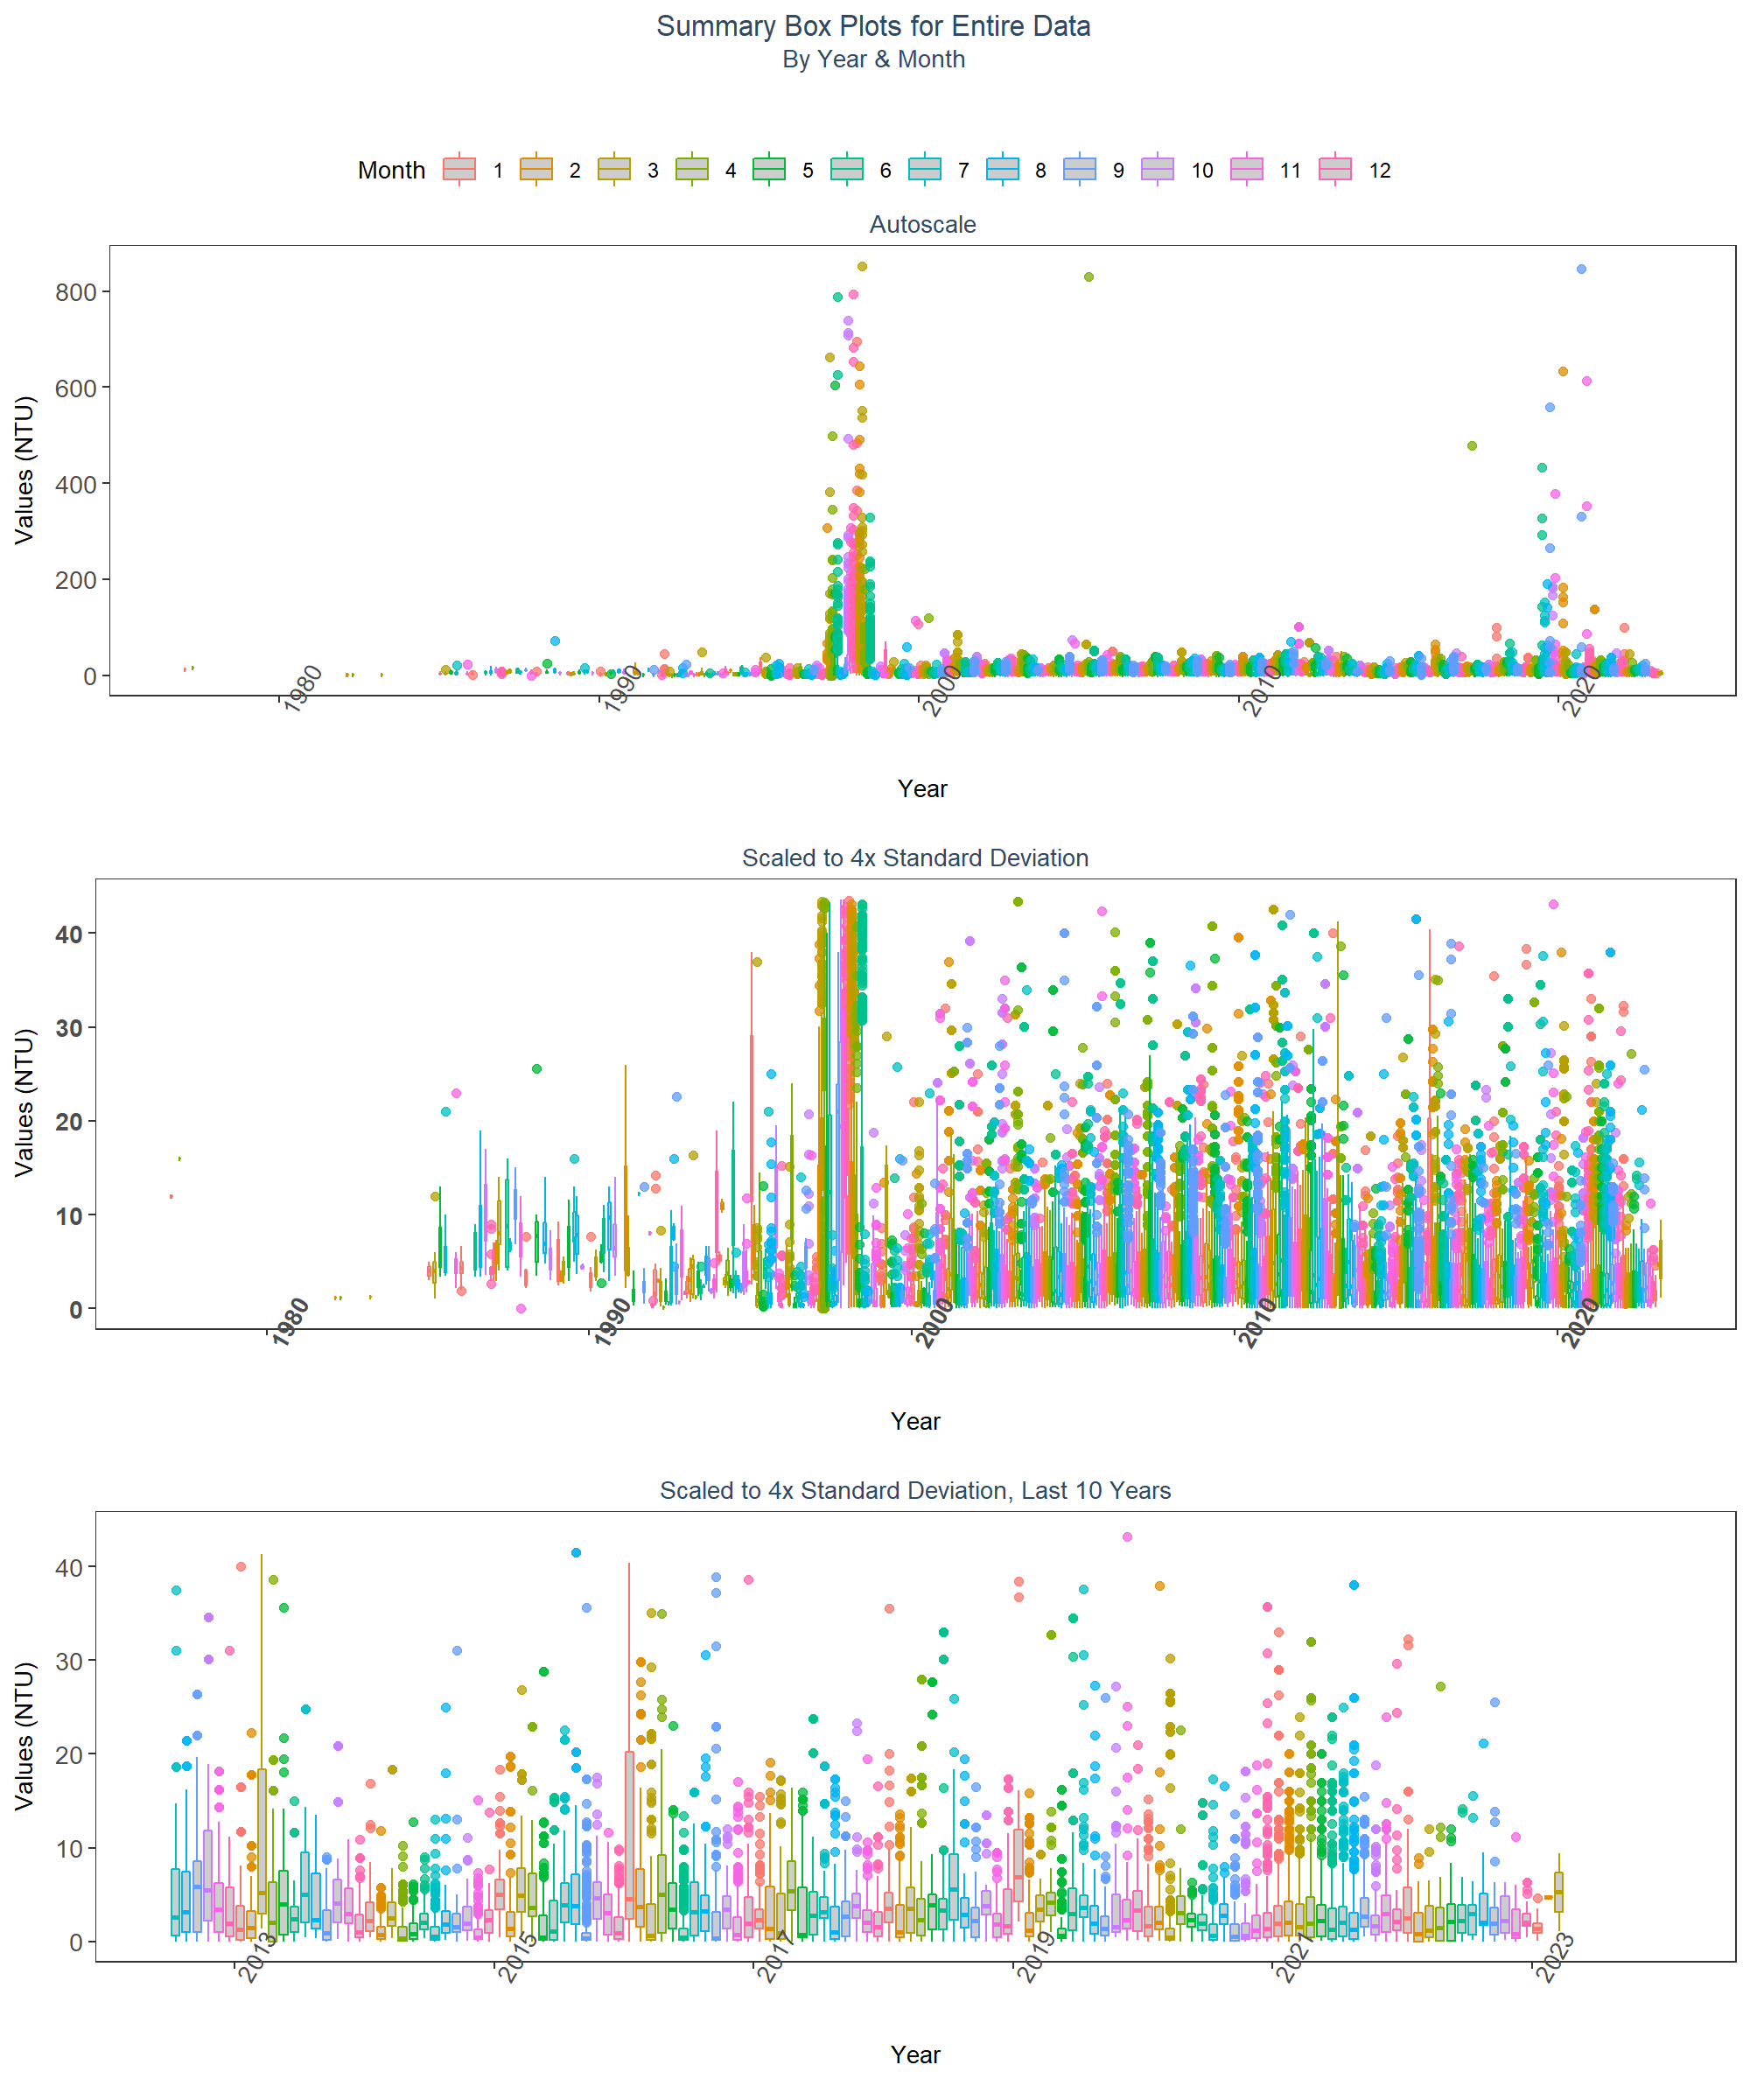 Summary Box Plots for Entire Data
By Year & Month
Month 1 2 3 4 5 6 7 8 9 10 11 12
Autoscale
Values (NTU)
800
600
400
200
0
1980 1990 2000 2010 2020
Year
Scaled to 4x Standard Deviation
Values (NTU)
40
30
20
10
0
1980 1990 2000 2010 2020
Year
Scaled to 4x Standard Deviation, Last 10 Years
Values (NTU)
40
30
20
10
0
2013 2015 2017 2019 2021 2023
Year